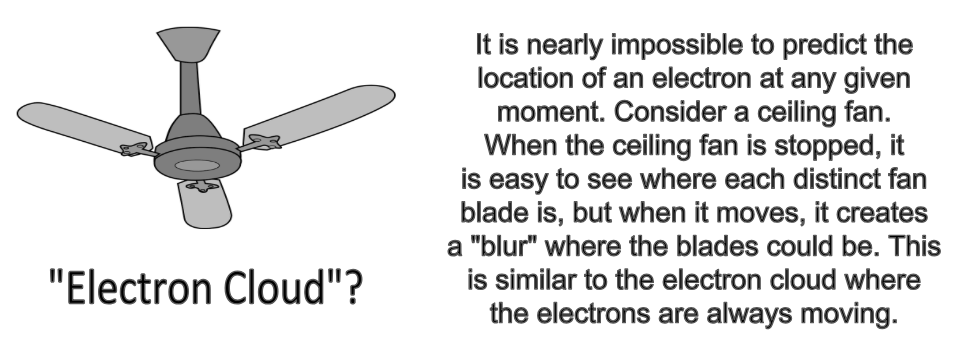 "Electron Cloud"?
It is nearly impossible to predict the
location of an electron at any given
moment. Consider a ceiling fan.
When the ceiling fan is stopped, it
is easy to see where each distinct fan
blade is, but when it moves, it creates
a "blur" where the blades could be. This
is similar to the electron cloud where
the electrons are always moving.